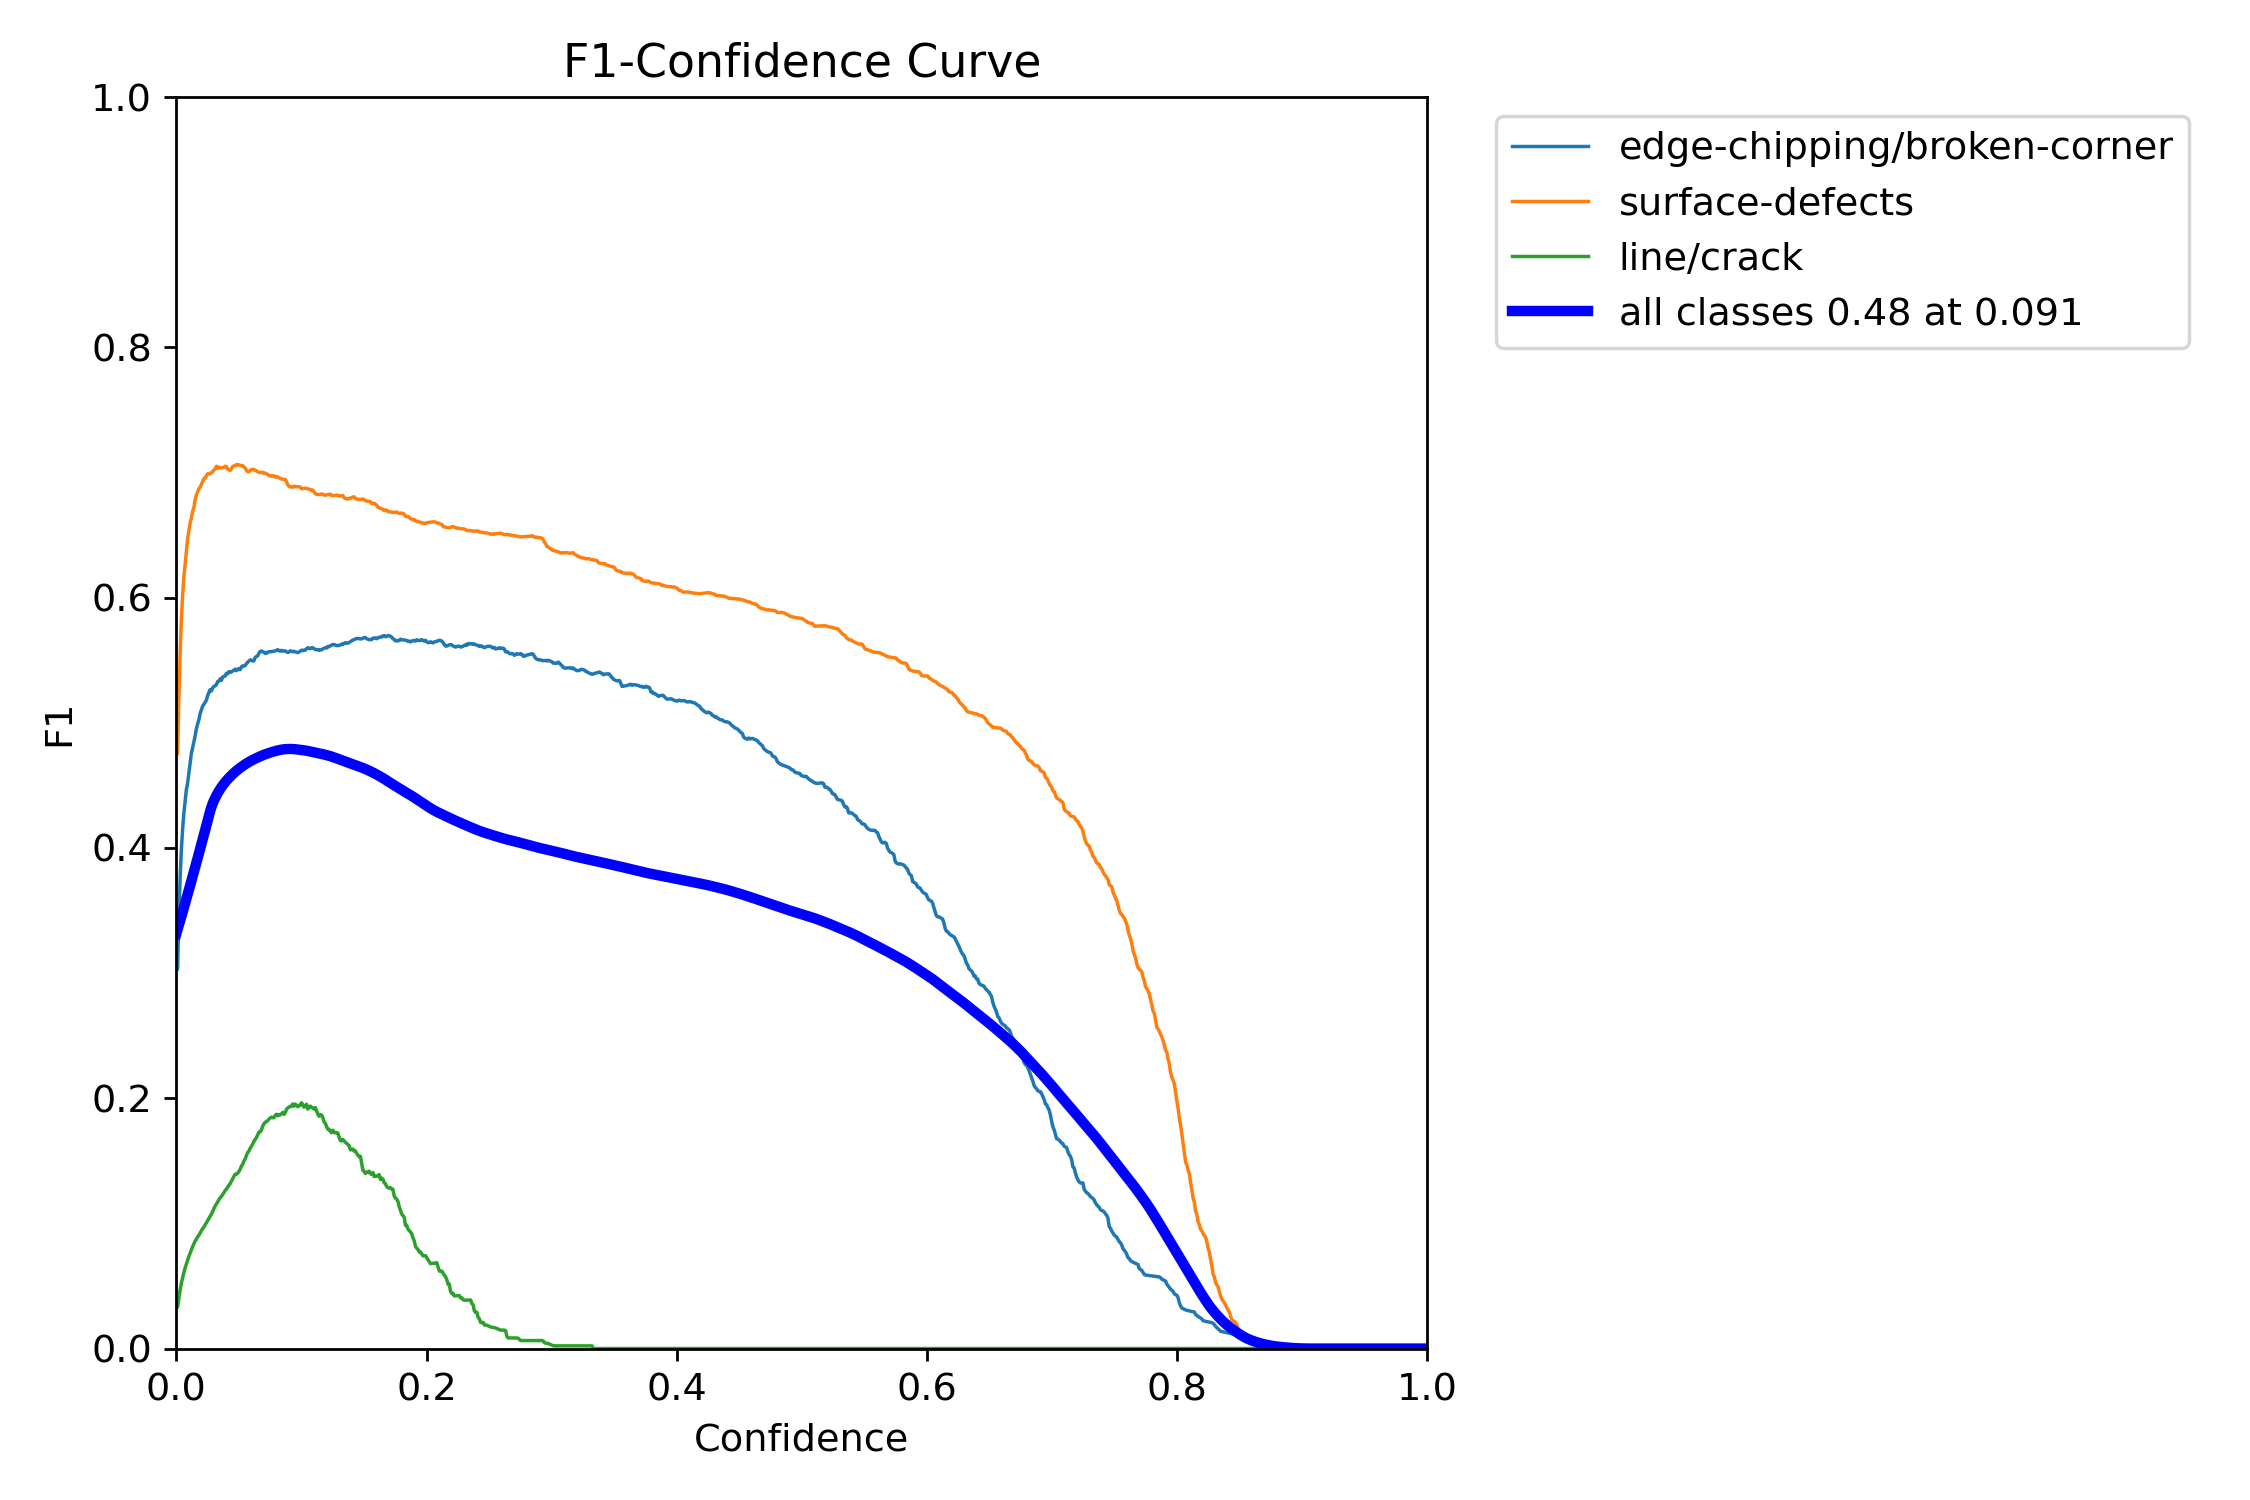 F1-Confidence Curve
1.0
0.8
0.6
0.4
0.2
0.0
F1
0.0 0.2 0.4 0.6 0.8 1.0
Confidence
edge-chipping/broken-corner
surface-defects
line/crack
all classes 0.48 at 0.091